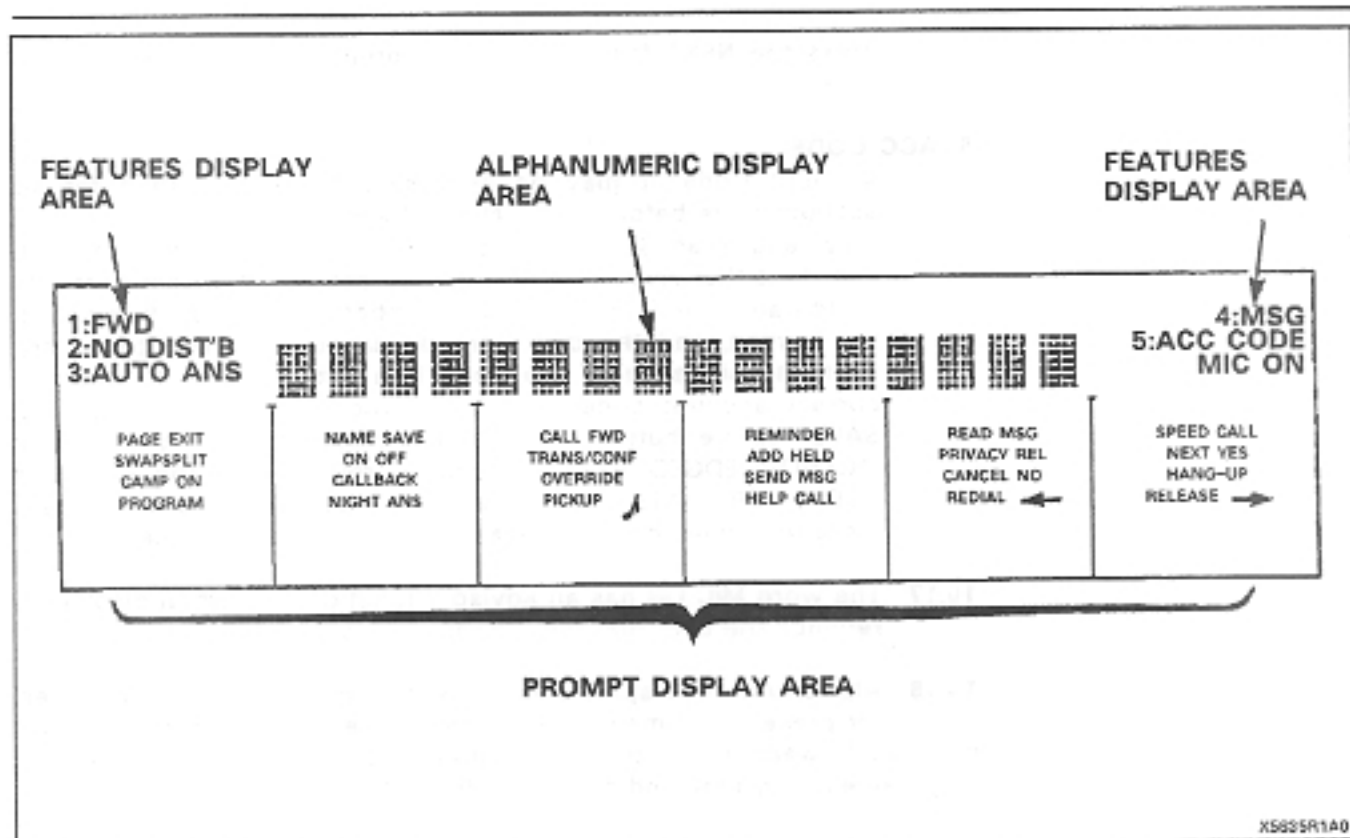 FEATURES DISPLAY
AREA
ALPHANUMERIC DISPLAY
AREA
FEATURES
DISPLAY AREA
1:FWD
2:NO DIST'B
3:AUTO ANS
4:MSG
5:ACC CODE
MIC ON
PAGE EXIT
SWAPSPLIT
CAMP ON
PROGRAM
NAME SAVE
ON OFF
CALLBACK
NIGHT ANS
CALL FWD
TRANS/CONF
OVERRIDE
PICKUP
REMINDER
ADD HELD
SEND MSG
HELP CALL
READ MSG
PRIVACY REL
CANCEL NO
REDIAL
SPEED CALL
NEXT YES
HANG-UP
RELEASE
PROMPT DISPLAY AREA
X5635R1A0